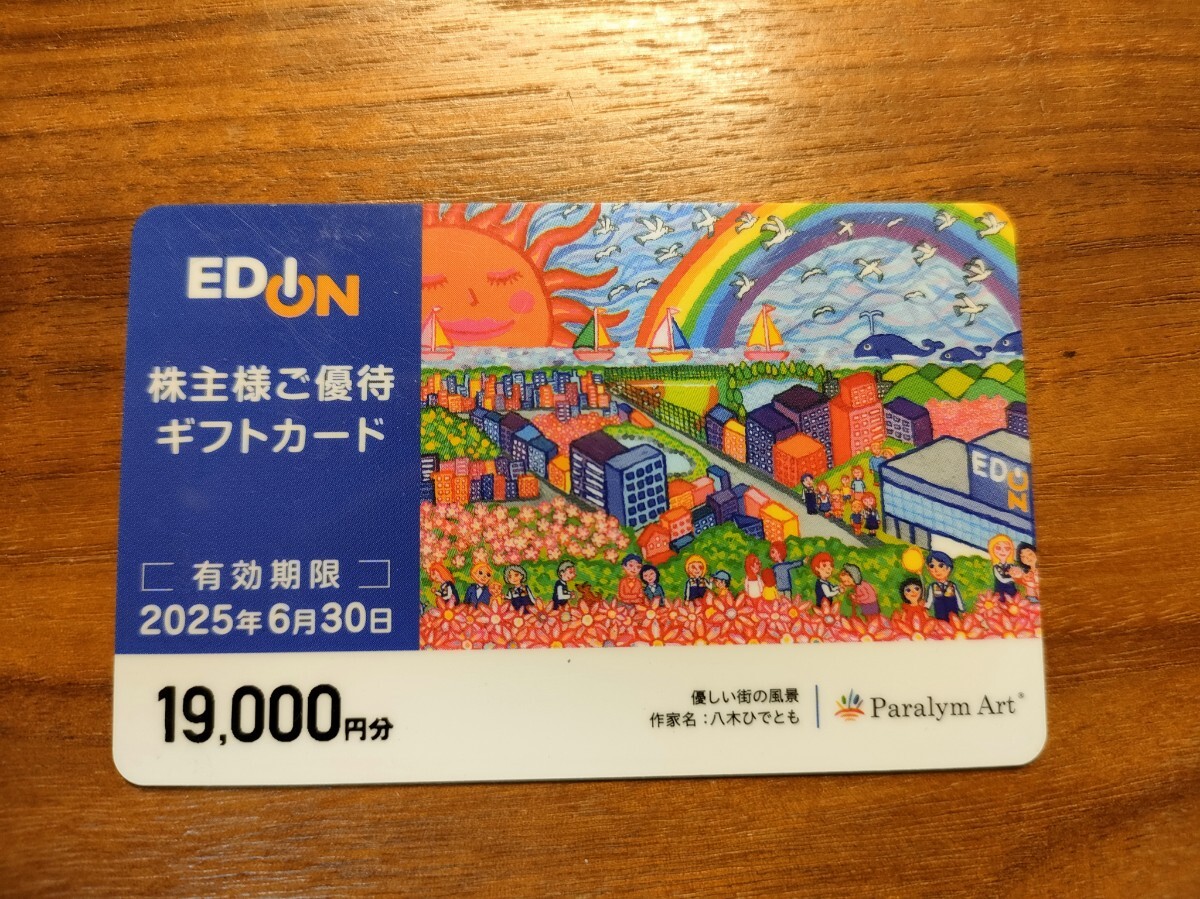 EDION
株主様ご優待
ギフトカード
有効期限
2025年6月30日
EDION
19,000円分
優しい街の風景
作家名：八木ひでとも
Paralym Art®